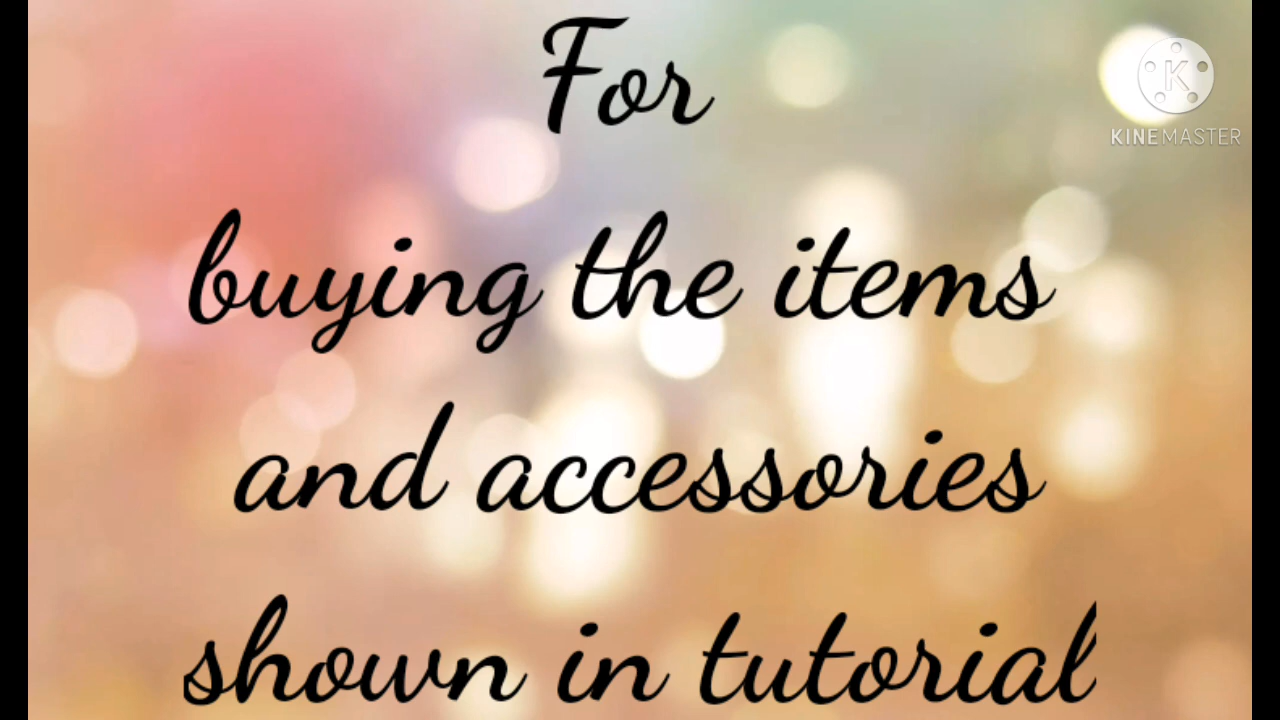 For
K
KINEMASTER
buying the items
and accessories
shown in tutorial